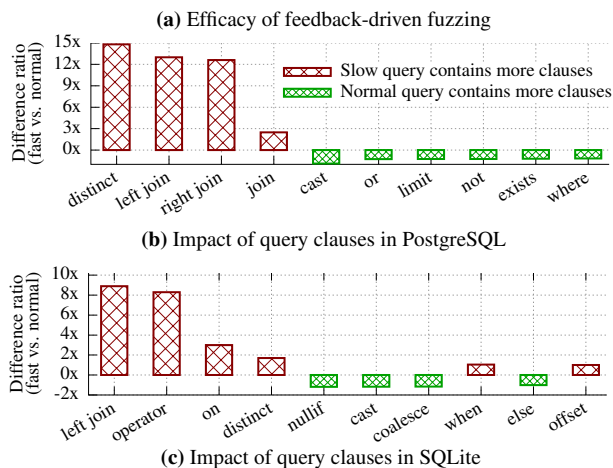 (a) Efficacy of feedback-driven fuzzing
Difference ratio
(fast vs. normal)
15x
12x
9x
6x
3x
0x
Slow query contains more clauses
Normal query contains more clauses
distinct
left join
right join
join
cast
or
limit
not
exists
where
(b) Impact of query clauses in PostgreSQL
Difference ratio
(fast vs. normal)
10x
8x
6x
4x
2x
0x
-2x
left join
operator
on
distinct
nullif
cast
coalesce
when
else
offset
(c) Impact of query clauses in SQLite